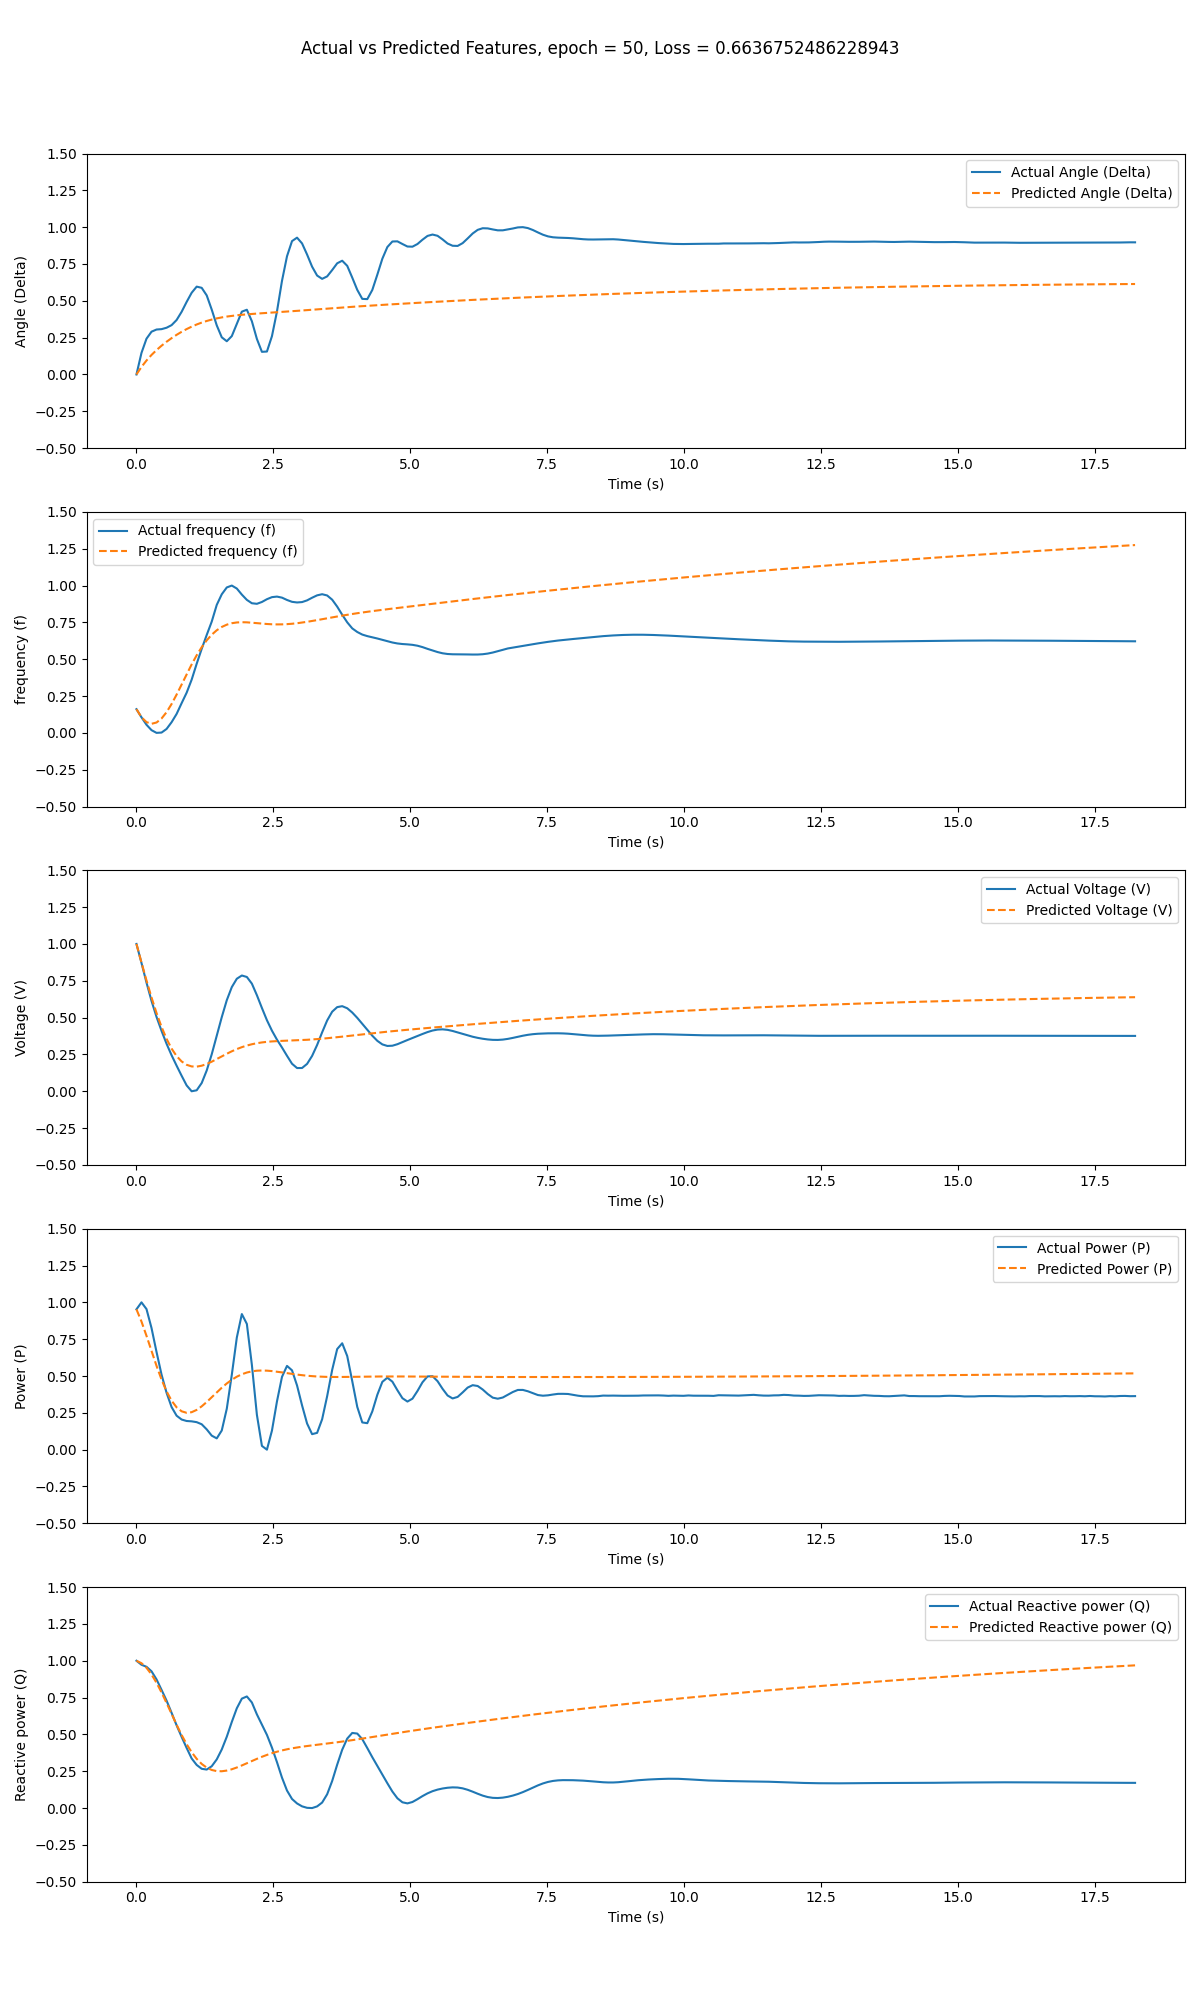 Actual vs Predicted Features, epoch = 50, Loss = 0.6636752486228943
1.50
1.25
1.00
0.75
0.50
0.25
0.00
−0.25
−0.50
Angle (Delta)
Actual Angle (Delta)
Predicted Angle (Delta)
0.0 2.5 5.0 7.5 10.0 12.5 15.0 17.5
Time (s)
1.50
1.25
1.00
0.75
0.50
0.25
0.00
−0.25
−0.50
frequency (f)
Actual frequency (f)
Predicted frequency (f)
0.0 2.5 5.0 7.5 10.0 12.5 15.0 17.5
Time (s)
1.50
1.25
1.00
0.75
0.50
0.25
0.00
−0.25
−0.50
Voltage (V)
Actual Voltage (V)
Predicted Voltage (V)
0.0 2.5 5.0 7.5 10.0 12.5 15.0 17.5
Time (s)
1.50
1.25
1.00
0.75
0.50
0.25
0.00
−0.25
−0.50
Power (P)
Actual Power (P)
Predicted Power (P)
0.0 2.5 5.0 7.5 10.0 12.5 15.0 17.5
Time (s)
1.50
1.25
1.00
0.75
0.50
0.25
0.00
−0.25
−0.50
Reactive power (Q)
Actual Reactive power (Q)
Predicted Reactive power (Q)
0.0 2.5 5.0 7.5 10.0 12.5 15.0 17.5
Time (s)